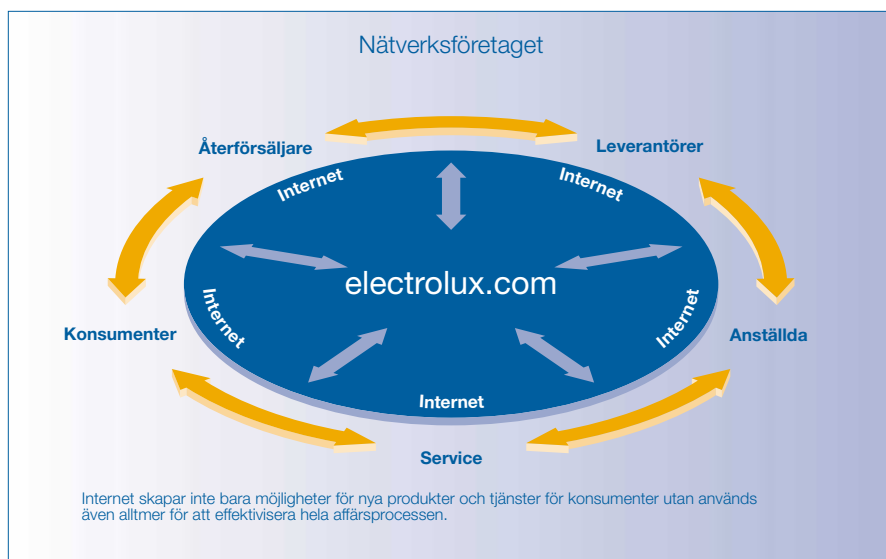 Nätverksföretaget
Återförsäljare
Leverantörer
Internet
Internet
electrolux.com
Internet
Internet
Konsumenter
Anställda
Internet
Service
Internet skapar inte bara möjligheter för nya produkter och tjänster för konsumenter utan används
även alltmer för att effektivisera hela affärsprocessen.